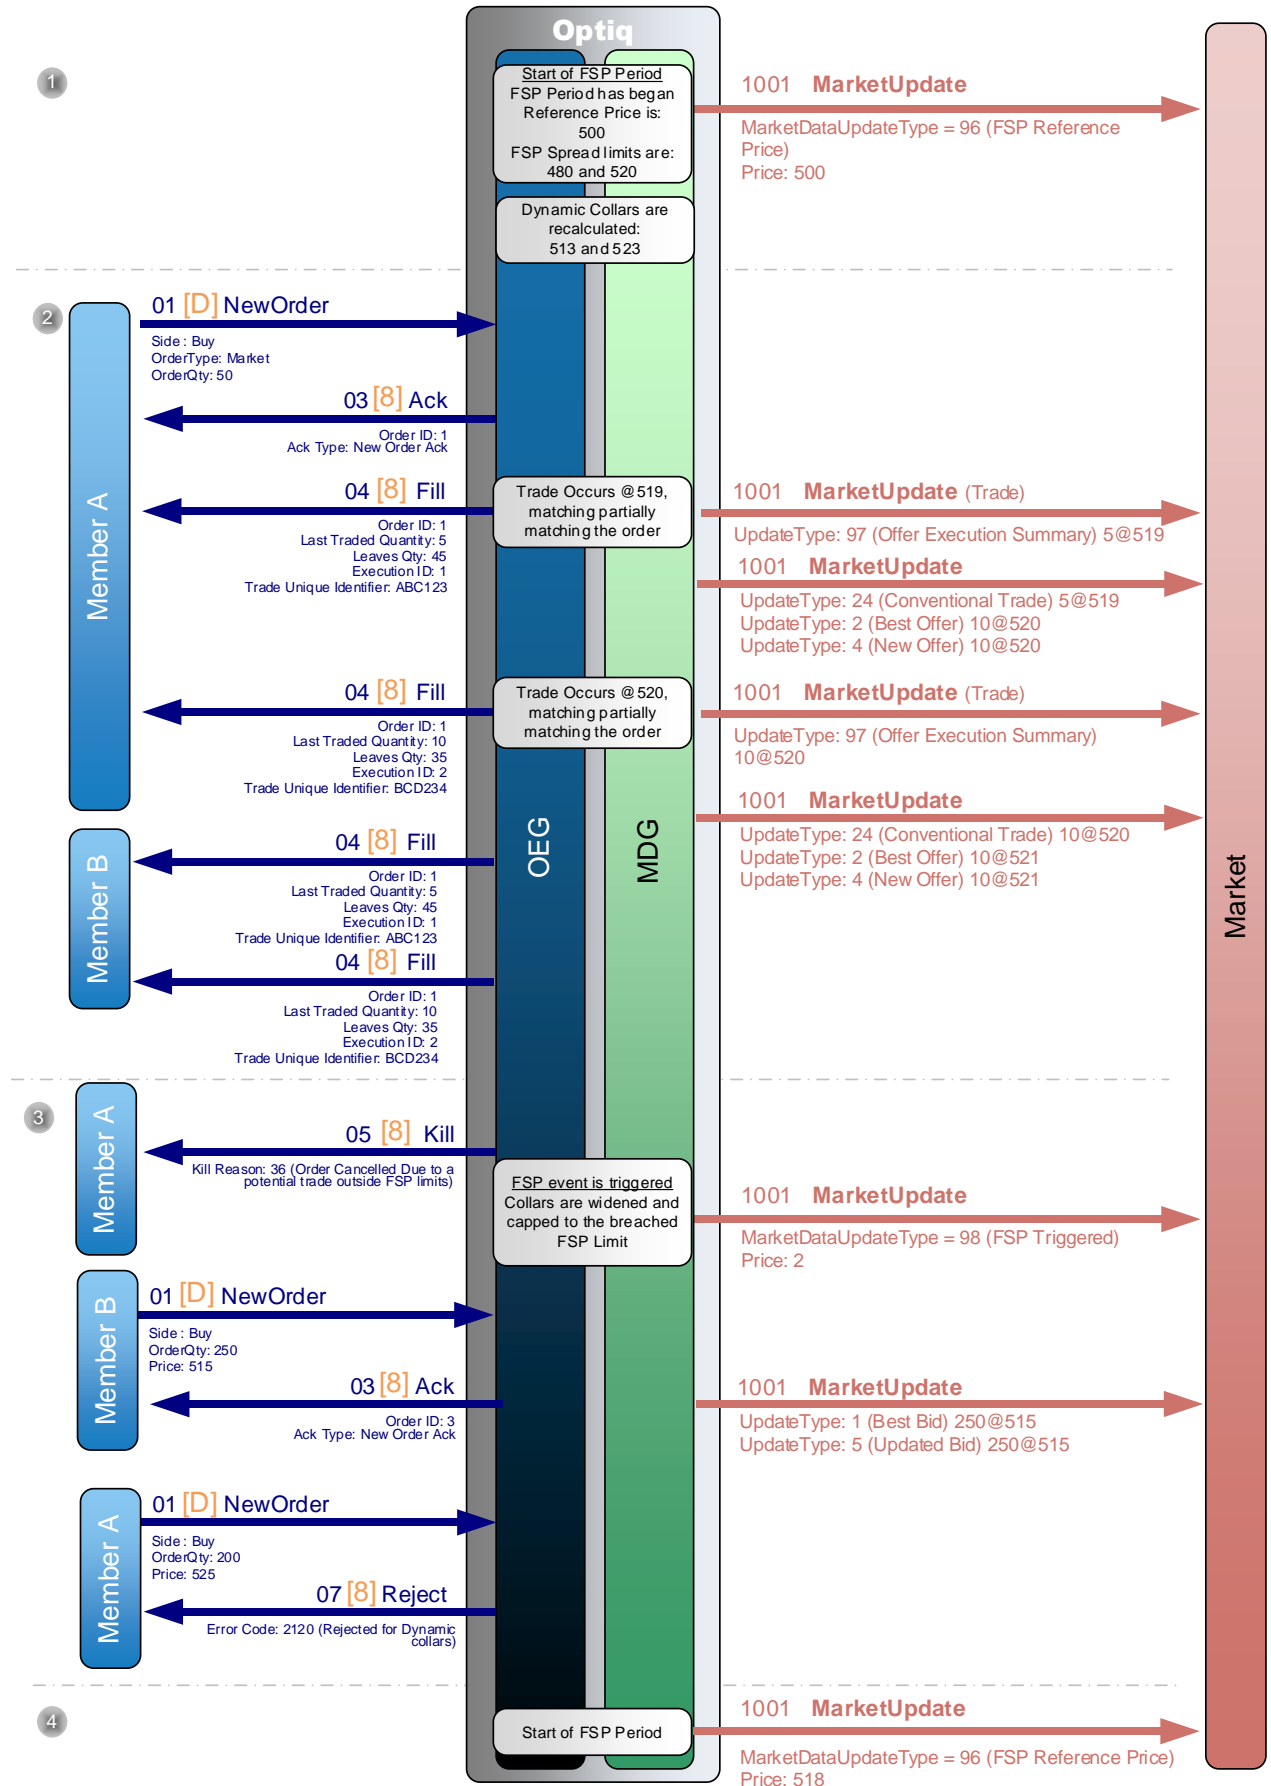 Optiq
1
Start of FSP Period
FSP Period has began
Reference Price is:
500
FSP Spread limits are:
480 and 520
1001 MarketUpdate
MarketDataUpdateType = 96 (FSP Reference
Price)
Price: 500
Dynamic Collars are
recalculated:
513 and 523
2
Member A
01 [D] NewOrder
Side : Buy
OrderType: Market
OrderQty: 50
03 [8] Ack
Order ID: 1
Ack Type: New Order Ack
04 [8] Fill
Order ID: 1
Last Traded Quantity: 5
Leaves Qty: 45
Execution ID: 1
Trade Unique Identifier: ABC123
Trade Occurs @519,
matching partially
matching the order
1001 MarketUpdate (Trade)
UpdateType: 97 (Offer Execution Summary) 5@519
1001 MarketUpdate
UpdateType: 24 (Conventional Trade) 5@519
UpdateType: 2 (Best Offer) 10@520
UpdateType: 4 (New Offer) 10@520
04 [8] Fill
Order ID: 1
Last Traded Quantity: 10
Leaves Qty: 35
Execution ID: 2
Trade Unique Identifier: BCD234
Trade Occurs @520,
matching partially
matching the order
1001 MarketUpdate (Trade)
UpdateType: 97 (Offer Execution Summary)
10@520
1001 MarketUpdate
UpdateType: 24 (Conventional Trade) 10@520
UpdateType: 2 (Best Offer) 10@521
UpdateType: 4 (New Offer) 10@521
OEG
MDG
Market
Member B
04 [8] Fill
Order ID: 1
Last Traded Quantity: 5
Leaves Qty: 45
Execution ID: 1
Trade Unique Identifier: ABC123
04 [8] Fill
Order ID: 1
Last Traded Quantity: 10
Leaves Qty: 35
Execution ID: 2
Trade Unique Identifier: BCD234
3
Member A
05 [8] Kill
Kill Reason: 36 (Order Cancelled Due to a
potential trade outside FSP limits)
FSP event is triggered
Collars are widened and
capped to the breached
FSP Limit
1001 MarketUpdate
MarketDataUpdateType = 98 (FSP Triggered)
Price: 2
Member B
01 [D] NewOrder
Side : Buy
OrderQty: 250
Price: 515
03 [8] Ack
Order ID: 3
Ack Type: New Order Ack
1001 MarketUpdate
UpdateType: 1 (Best Bid) 250@515
UpdateType: 5 (Updated Bid) 250@515
Member A
01 [D] NewOrder
Side : Buy
OrderQty: 200
Price: 525
07 [8] Reject
Error Code: 2120 (Rejected for Dynamic
collars)
4
Start of FSP Period
1001 MarketUpdate
MarketDataUpdateType = 96 (FSP Reference Price)
Price: 518